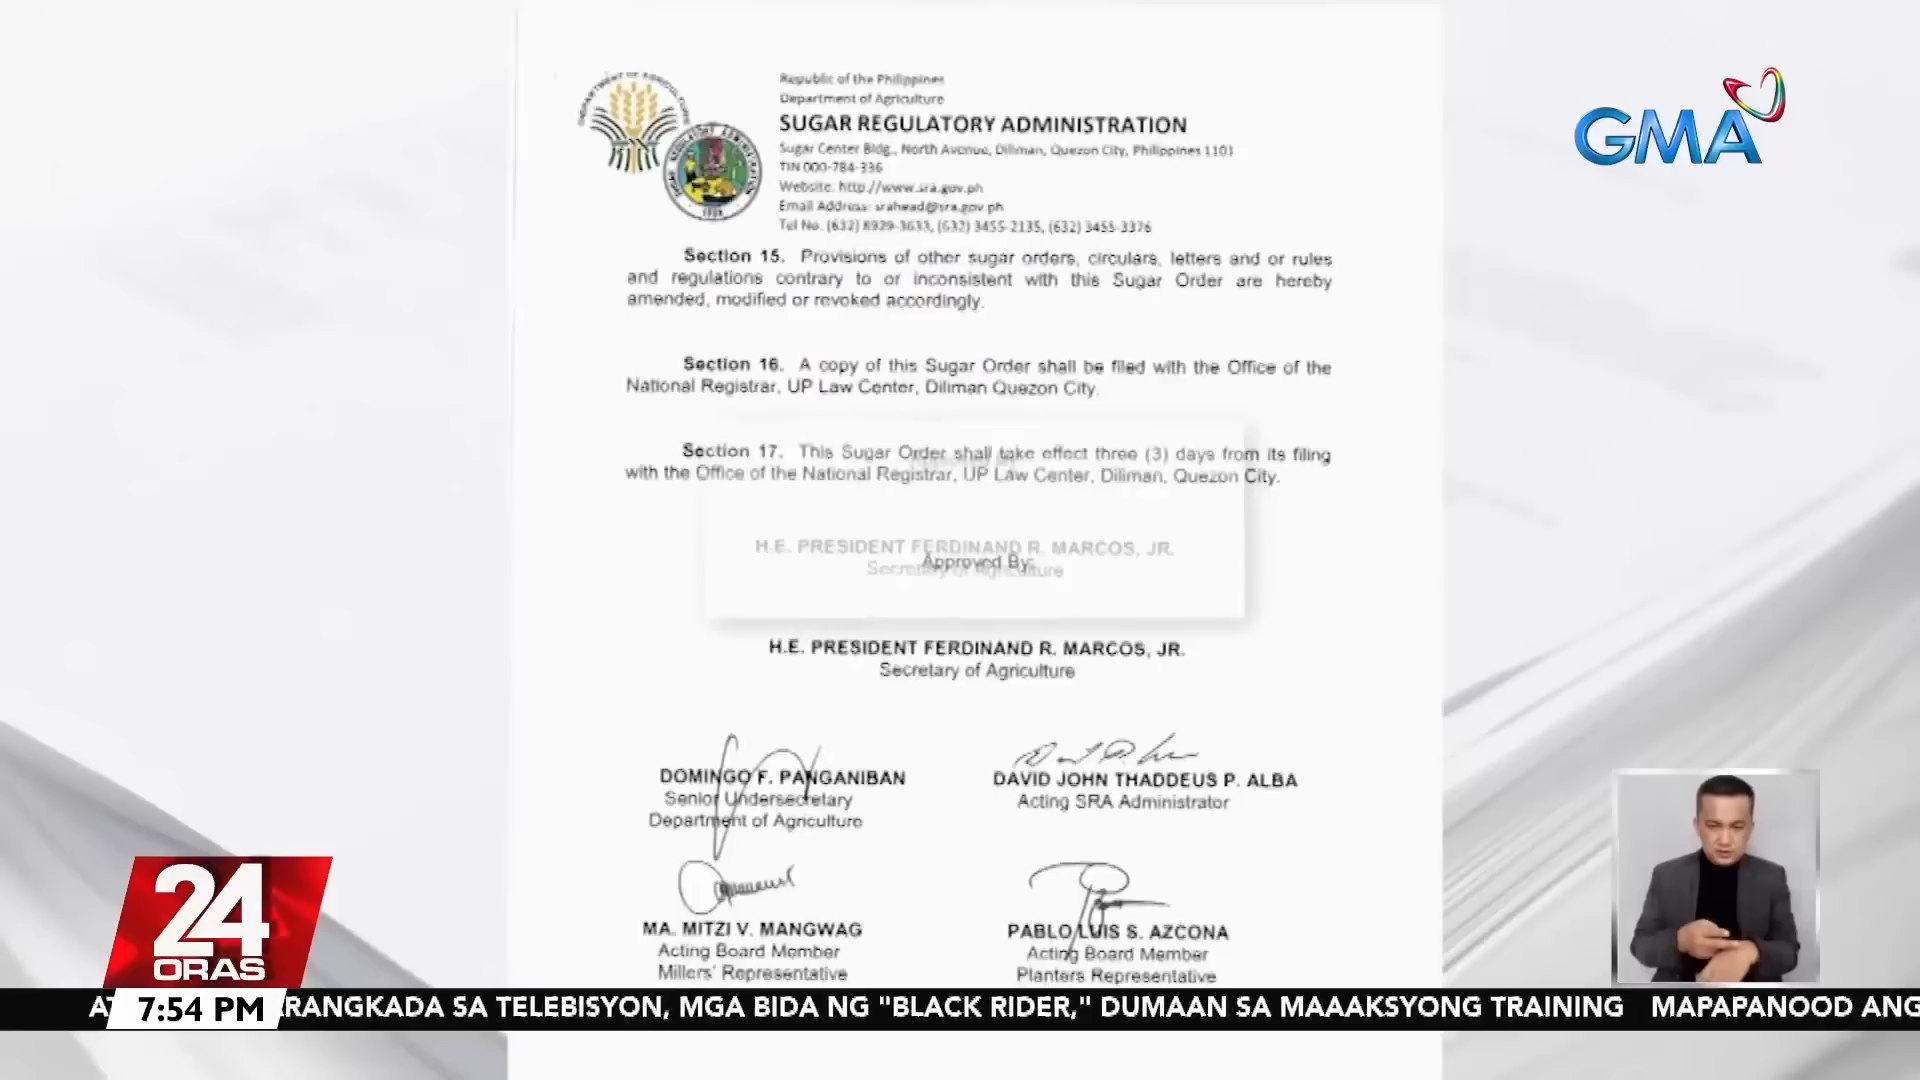 DEPARTMENT OF AGRICULTURE
Republic of the Philippines
Department of Agriculture
SUGAR REGULATORY ADMINISTRATION
Sugar Center Bldg., North Avenue, Diliman, Quezon City, Philippines 1101
TIN 000-784-336
Website: http://www.sra.gov.ph
Email Address: srahead@sra.gov.ph
Tel No. (632) 8929-3633, (632) 3455-2135, (632) 3455-3376
GMA
Section 15. Provisions of other sugar orders, circulars, letters and or rules
and regulations contrary to or inconsistent with this Sugar Order are hereby
amended, modified or revoked accordingly.
Section 16. A copy of this Sugar Order shall be filed with the Office of the
National Registrar, UP Law Center, Diliman Quezon City.
Section 17. This Sugar Order shall take effect three (3) days from its filing
with the Office of the National Registrar, UP Law Center, Diliman, Quezon City.
H.E. PRESIDENT FERDINAND R. MARCOS, JR.
Secretary of Agriculture
Approved By:
H.E. PRESIDENT FERDINAND R. MARCOS, JR.
Secretary of Agriculture
DOMINGO F. PANGANIBAN
Senior Undersecretary
Department of Agriculture
DAVID JOHN THADDEUS P. ALBA
Acting SRA Administrator
MA. MITZI V. MANGWAG
Acting Board Member
Millers' Representative
PABLO LUIS S. AZCONA
Acting Board Member
Planters Representative
24
ORAS
7:54 PM
ARANGKADA SA TELEBISYON, MGA BIDA NG "BLACK RIDER," DUMAAN SA MAAAKSYONG TRAINING MAPAPANOOD ANG